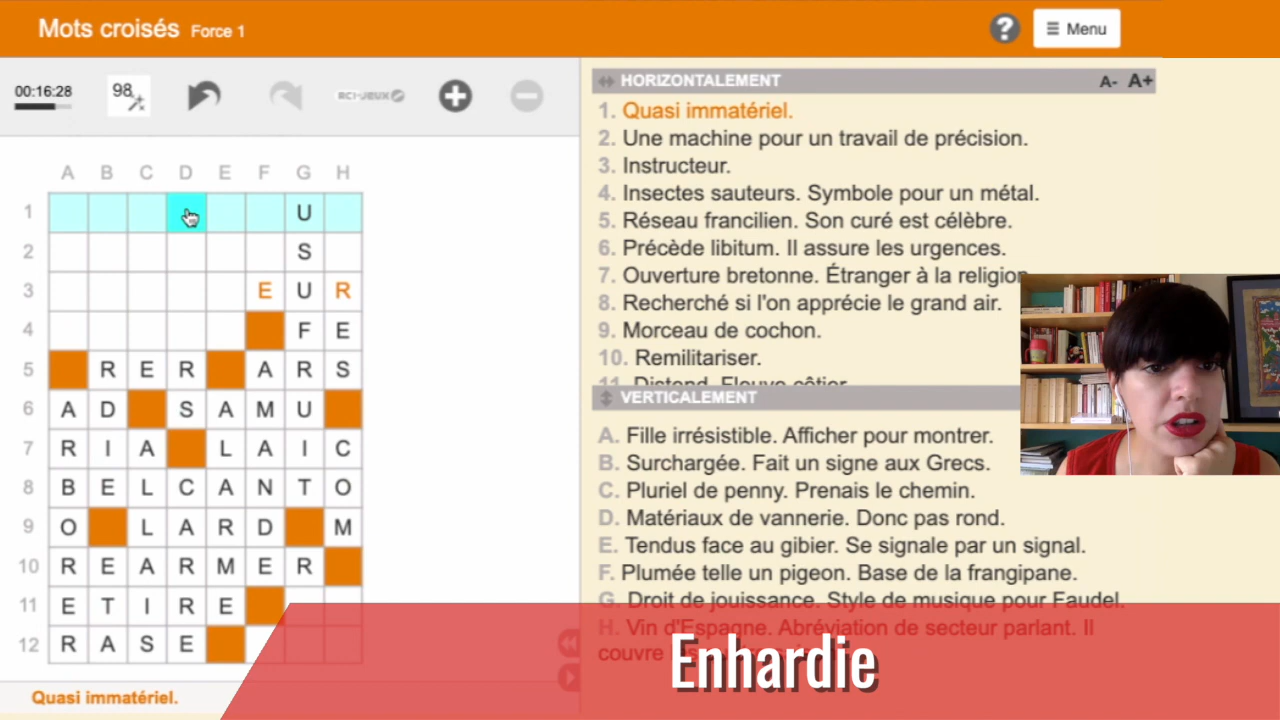 Mots croisés Force 1
?
≡ Menu
00:16:28
98
RCI-JEUX
A B C D E F G H
1 U
2 S
3 E U R
4 F E
5 R E R A R S
6 A D S A M U
7 R I A L A I C
8 B E L C A N T O
9 O L A R D M
10 R E A R M E R
11 E T I R E
12 R A S E
Quasi immatériel.
HORIZONTALEMENT A- A+
1. Quasi immatériel.
2. Une machine pour un travail de précision.
3. Instructeur.
4. Insectes sauteurs. Symbole pour un métal.
5. Réseau francilien. Son curé est célèbre.
6. Précède libitum. Il assure les urgences.
7. Ouverture bretonne. Étranger à la religion
8. Recherché si l'on apprécie le grand air.
9. Morceau de cochon.
10. Remilitariser.
11. Distend. Fleuve côtier.
VERTICALEMENT
A. Fille irrésistible. Afficher pour montrer.
B. Surchargée. Fait un signe aux Grecs.
C. Pluriel de penny. Prenais le chemin.
D. Matériaux de vannerie. Donc pas rond.
E. Tendus face au gibier. Se signale par un signal.
F. Plumée telle un pigeon. Base de la frangipane.
G. Droit de jouissance. Style de musique pour Faudel.
H. Vin d'Espagne. Abréviation de secteur parlant. Il
couvre
Enhardie